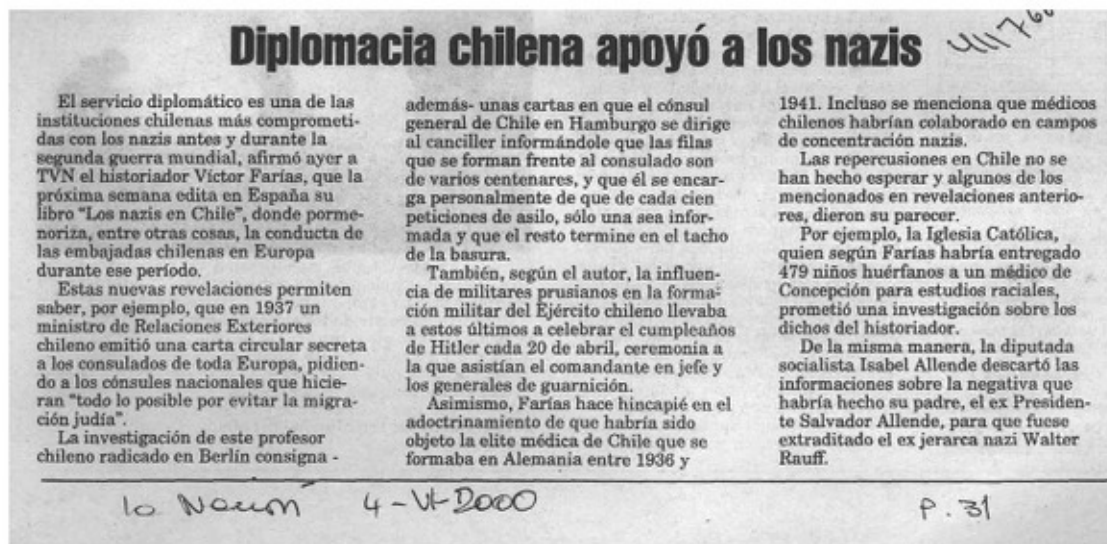 Diplomacia chilena apoyó a los nazis
El servicio diplomático es una de las
instituciones chilenas más comprometi-
das con los nazis antes y durante la
segunda guerra mundial, afirmó ayer a
TVN el historiador Víctor Farías, que la
próxima semana edita en España su
libro "Los nazis en Chile", donde porme-
noriza, entre otras cosas, la conducta de
las embajadas chilenas en Europa
durante ese período.
Estas nuevas revelaciones permiten
saber, por ejemplo, que en 1937 un
ministro de Relaciones Exteriores
chileno emitió una carta circular secreta
a los consulados de toda Europa, pidien-
do a los cónsules nacionales que hicie-
ran "todo lo posible por evitar la migra-
ción judía".
La investigación de este profesor
chileno radicado en Berlín consigna -
además- unas cartas en que el cónsul
general de Chile en Hamburgo se dirige
al canciller informándole que las filas
que se forman frente al consulado son
de varios centenares, y que él se encar-
ga personalmente de que de cada cien
peticiones de asilo, sólo una sea infor-
mada y que el resto termine en el tacho
de la basura.
También, según el autor, la influen-
cia de militares prusianos en la forma-
ción militar del Ejército chileno llevaba
a estos últimos a celebrar el cumpleaños
de Hitler cada 20 de abril, ceremonia a
la que asistían el comandante en jefe y
los generales de guarnición.
Asimismo, Farías hace hincapié en el
adoctrinamiento de que habría sido
objeto la elite médica de Chile que se
formaba en Alemania entre 1936 y
1941. Incluso se menciona que médicos
chilenos habrían colaborado en campos
de concentración nazis.
Las repercusiones en Chile no se
han hecho esperar y algunos de los
mencionados en revelaciones anterio-
res, dieron su parecer.
Por ejemplo, la Iglesia Católica,
quien según Farías habría entregado
479 niños huérfanos a un médico de
Concepción para estudios raciales,
prometió una investigación sobre los
dichos del historiador.
De la misma manera, la diputada
socialista Isabel Allende descartó las
informaciones sobre la negativa que
habría hecho su padre, el ex Presiden-
te Salvador Allende, para que fuese
extraditado el ex jerarca nazi Walter
Rauff.
la Nación 4-VI-2000 P. 31